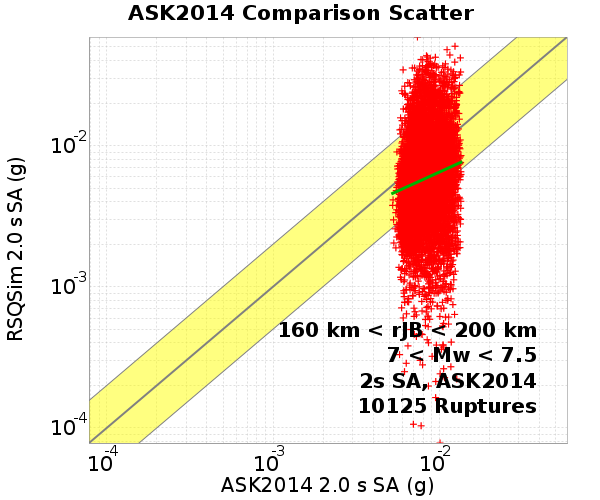 ASK2014 Comparison Scatter
RSQSim 2.0 s SA (g)
10-2
10-3
10-4
160 km < rJB < 200 km
7 < Mw < 7.5
2s SA, ASK2014
10125 Ruptures
10-4 10-3 10-2
ASK2014 2.0 s SA (g)